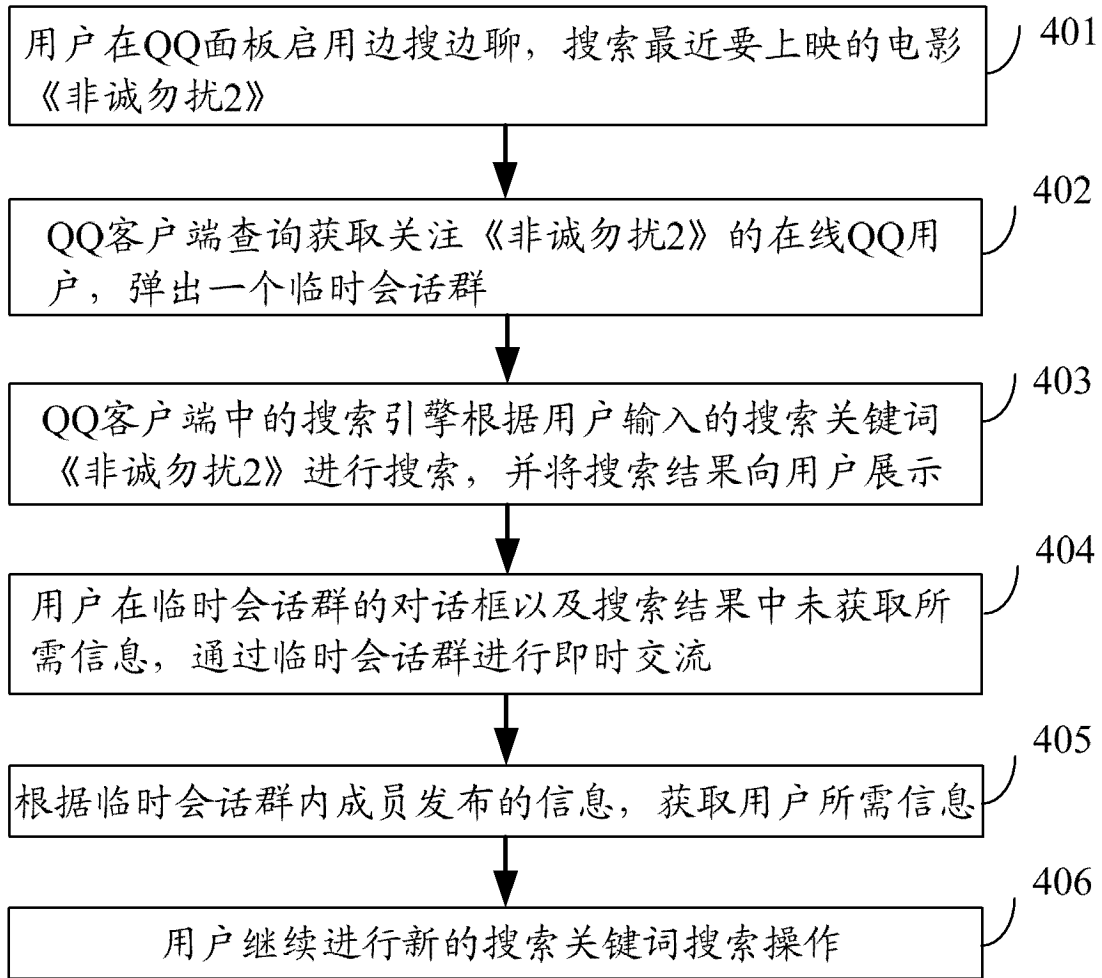 用户在QQ面板启用边搜边聊，搜索最近要上映的电影
《非诚勿扰2》
401
QQ客户端查询获取关注《非诚勿扰2》的在线QQ用
户，弹出一个临时会话群
402
QQ客户端中的搜索引擎根据用户输入的搜索关键词
《非诚勿扰2》进行搜索，并将搜索结果向用户展示
403
用户在临时会话群的对话框以及搜索结果中未获取所
需信息，通过临时会话群进行即时交流
404
根据临时会话群内成员发布的信息，获取用户所需信息
405
用户继续进行新的搜索关键词搜索操作
406